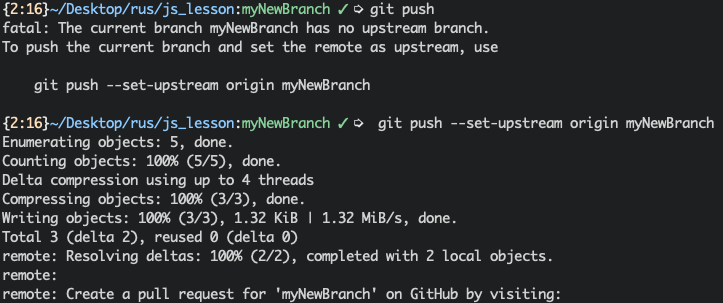 {2:16}~/Desktop/rus/js_lesson:myNewBranch ✓ ➭ git push
fatal: The current branch myNewBranch has no upstream branch.
To push the current branch and set the remote as upstream, use
git push --set-upstream origin myNewBranch
{2:16}~/Desktop/rus/js_lesson:myNewBranch ✓ ➭ git push --set-upstream origin myNewBranch
Enumerating objects: 5, done.
Counting objects: 100% (5/5), done.
Delta compression using up to 4 threads
Compressing objects: 100% (3/3), done.
Writing objects: 100% (3/3), 1.32 KiB | 1.32 MiB/s, done.
Total 3 (delta 2), reused 0 (delta 0)
remote: Resolving deltas: 100% (2/2), completed with 2 local objects.
remote:
remote: Create a pull request for 'myNewBranch' on GitHub by visiting: